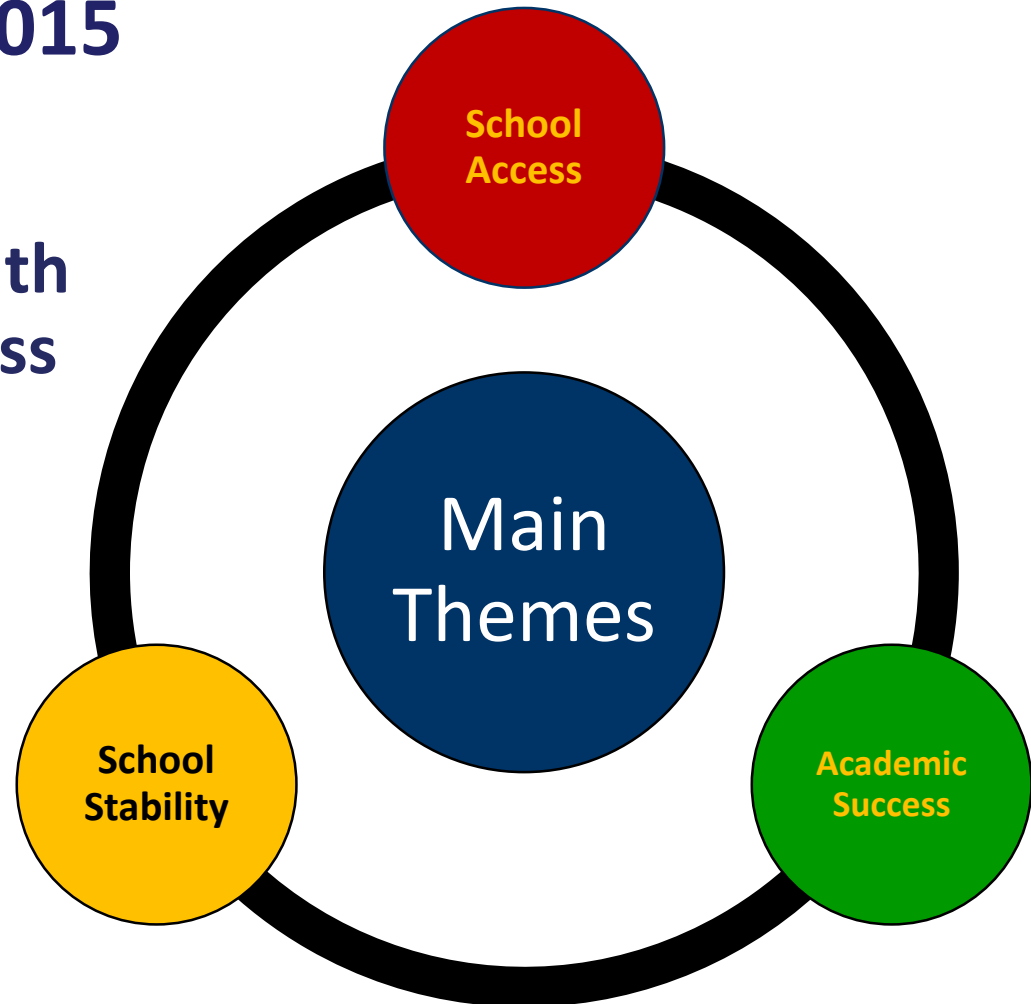 015
School
Access
th
ss
Main
Themes
School
Stability
Academic
Success